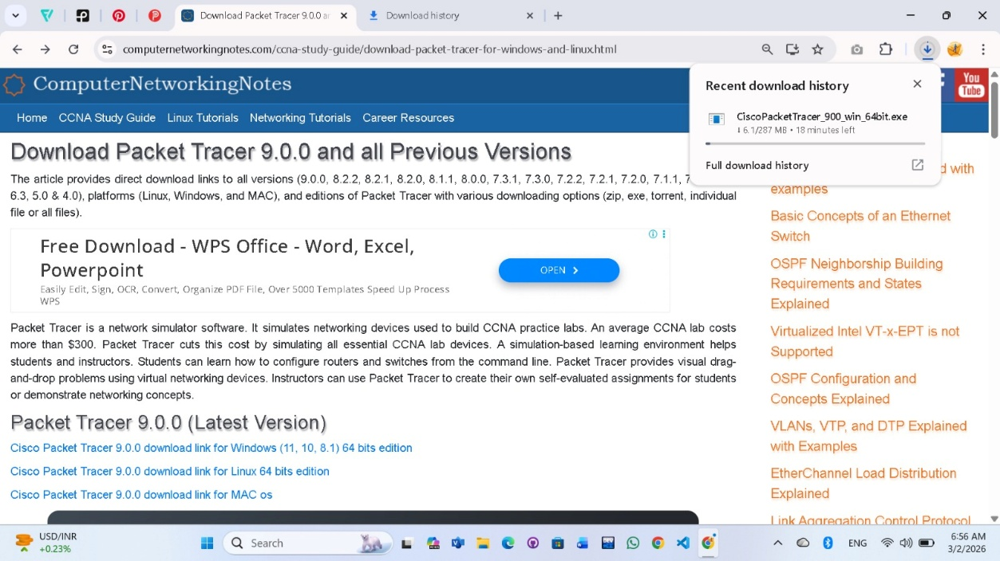 Download Packet Tracer 9.0.0 ar
Download history
computernetworkingnotes.com/ccna-study-guide/download-packet-tracer-for-windows-and-linux.html
ComputerNetworkingNotes
You
Tube
Home CCNA Study Guide Linux Tutorials Networking Tutorials Career Resources
Recent download history
CiscoPacketTracer_900_win_64bit.exe
↓ 6.1/287 MB • 18 minutes left
Full download history
Download Packet Tracer 9.0.0 and all Previous Versions
The article provides direct download links to all versions (9.0.0, 8.2.2, 8.2.1, 8.2.0, 8.1.1, 8.0.0, 7.3.1, 7.3.0, 7.2.2, 7.2.1, 7.2.0, 7.1.1, 7
6.3, 5.0 & 4.0), platforms (Linux, Windows, and MAC), and editions of Packet Tracer with various downloading options (zip, exe, torrent, individual
file or all files).
Free Download - WPS Office - Word, Excel,
Powerpoint
Easily Edit, Sign, OCR, Convert, Organize PDF File, Over 5000 Templates Speed Up Process
WPS
OPEN
Packet Tracer is a network simulator software. It simulates networking devices used to build CCNA practice labs. An average CCNA lab costs
more than $300. Packet Tracer cuts this cost by simulating all essential CCNA lab devices. A simulation-based learning environment helps
students and instructors. Students can learn how to configure routers and switches from the command line. Packet Tracer provides visual drag-
and-drop problems using virtual networking devices. Instructors can use Packet Tracer to create their own self-evaluated assignments for students
or demonstrate networking concepts.
Packet Tracer 9.0.0 (Latest Version)
Cisco Packet Tracer 9.0.0 download link for Windows (11, 10, 8.1) 64 bits edition
Cisco Packet Tracer 9.0.0 download link for Linux 64 bits edition
Cisco Packet Tracer 9.0.0 download link for MAC os
with
examples
Basic Concepts of an Ethernet
Switch
OSPF Neighborship Building
Requirements and States
Explained
Virtualized Intel VT-x-EPT is not
Supported
OSPF Configuration and
Concepts Explained
VLANs, VTP, and DTP Explained
with Examples
EtherChannel Load Distribution
Explained
Link Aggregation Control Protocol
USD/INR
+0.23%
Search
ENG
6:56 AM
3/2/2026